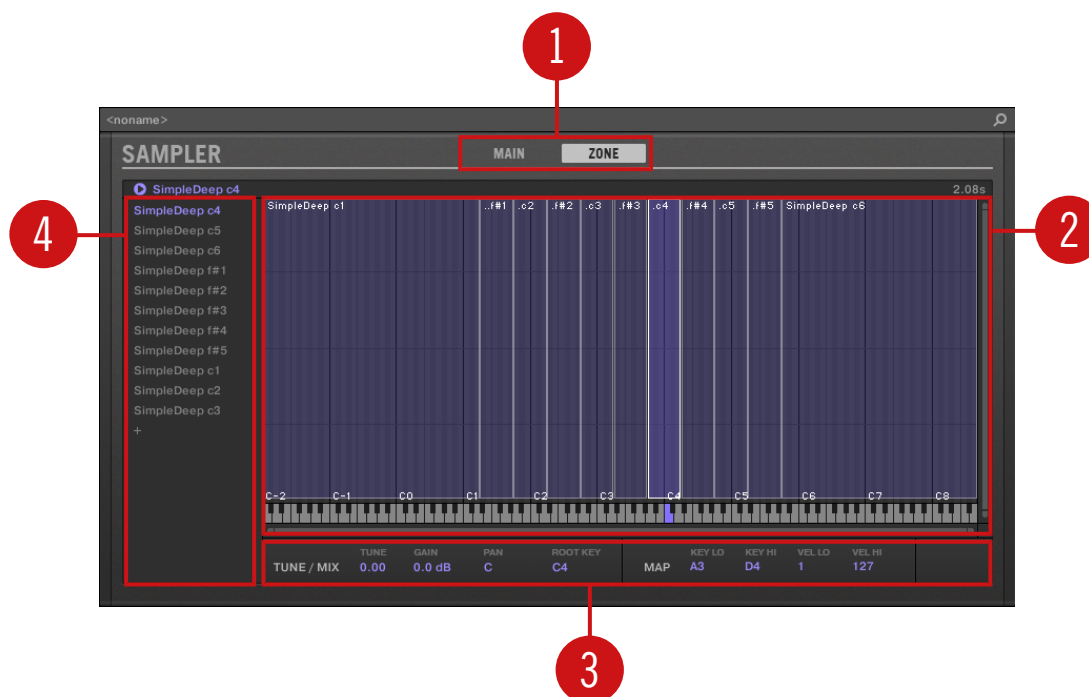 1
<noname>
SAMPLER
MAIN ZONE
SimpleDeep c4 2.08s
4
SimpleDeep c4
SimpleDeep c5
SimpleDeep c6
SimpleDeep f#1
SimpleDeep f#2
SimpleDeep f#3
SimpleDeep f#4
SimpleDeep f#5
SimpleDeep c1
SimpleDeep c2
SimpleDeep c3
+
SimpleDeep c1 ..f#1 .c2 .f#2 .c3 .f#3 .c4 .f#4 .c5 .f#5 SimpleDeep c6
2
C-2 C-1 C0 C1 C2 C3 C4 C5 C6 C7 C8
TUNE GAIN PAN ROOT KEY KEY LO KEY HI VEL LO VEL HI
TUNE / MIX 0.00 0.0 dB C C4 MAP A3 D4 1 127
3